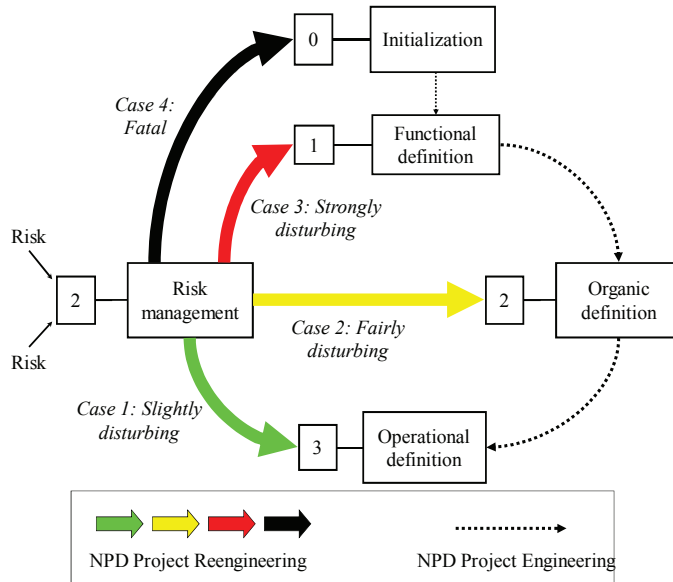 0
Initialization
Case 4:
Fatal
1
Functional
definition
Case 3: Strongly
disturbing
Risk
2
Risk
management
2
Organic
definition
Case 2: Fairly
disturbing
Risk
Case 1: Slightly
disturbing
3
Operational
definition
NPD Project Reengineering
NPD Project Engineering